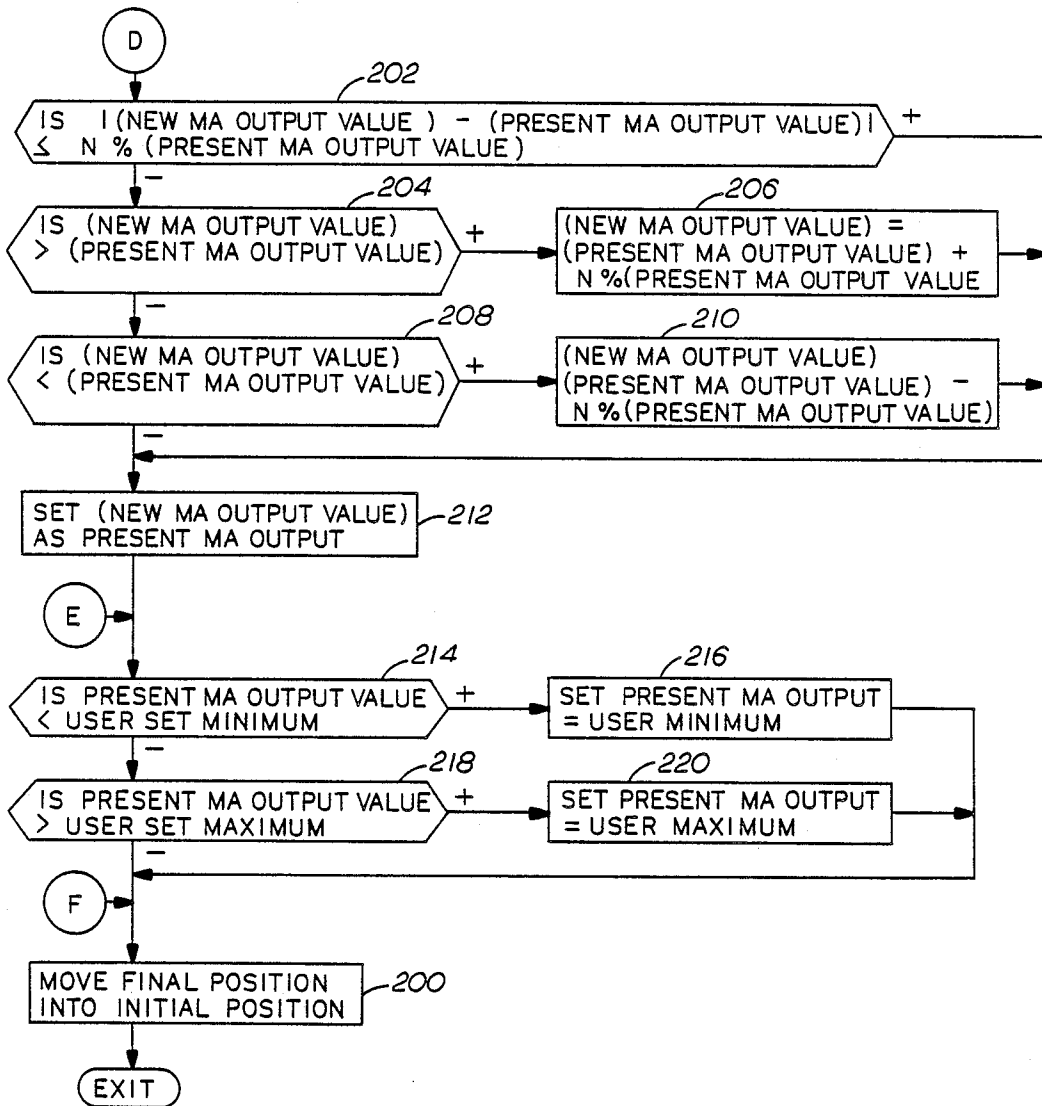 D
202
IS |(NEW MA OUTPUT VALUE) - (PRESENT MA OUTPUT VALUE)|
≤ N % (PRESENT MA OUTPUT VALUE)
+
−
204
IS (NEW MA OUTPUT VALUE)
> (PRESENT MA OUTPUT VALUE)
+
206
(NEW MA OUTPUT VALUE) =
(PRESENT MA OUTPUT VALUE) +
N %(PRESENT MA OUTPUT VALUE
−
208
IS (NEW MA OUTPUT VALUE)
< (PRESENT MA OUTPUT VALUE)
+
210
(NEW MA OUTPUT VALUE)
(PRESENT MA OUTPUT VALUE) −
N %(PRESENT MA OUTPUT VALUE)
−
SET (NEW MA OUTPUT VALUE)
AS PRESENT MA OUTPUT
212
E
214
IS PRESENT MA OUTPUT VALUE
< USER SET MINIMUM
+
216
SET PRESENT MA OUTPUT
= USER MINIMUM
−
218
IS PRESENT MA OUTPUT VALUE
> USER SET MAXIMUM
+
220
SET PRESENT MA OUTPUT
= USER MAXIMUM
−
F
MOVE FINAL POSITION
INTO INITIAL POSITION
200
EXIT